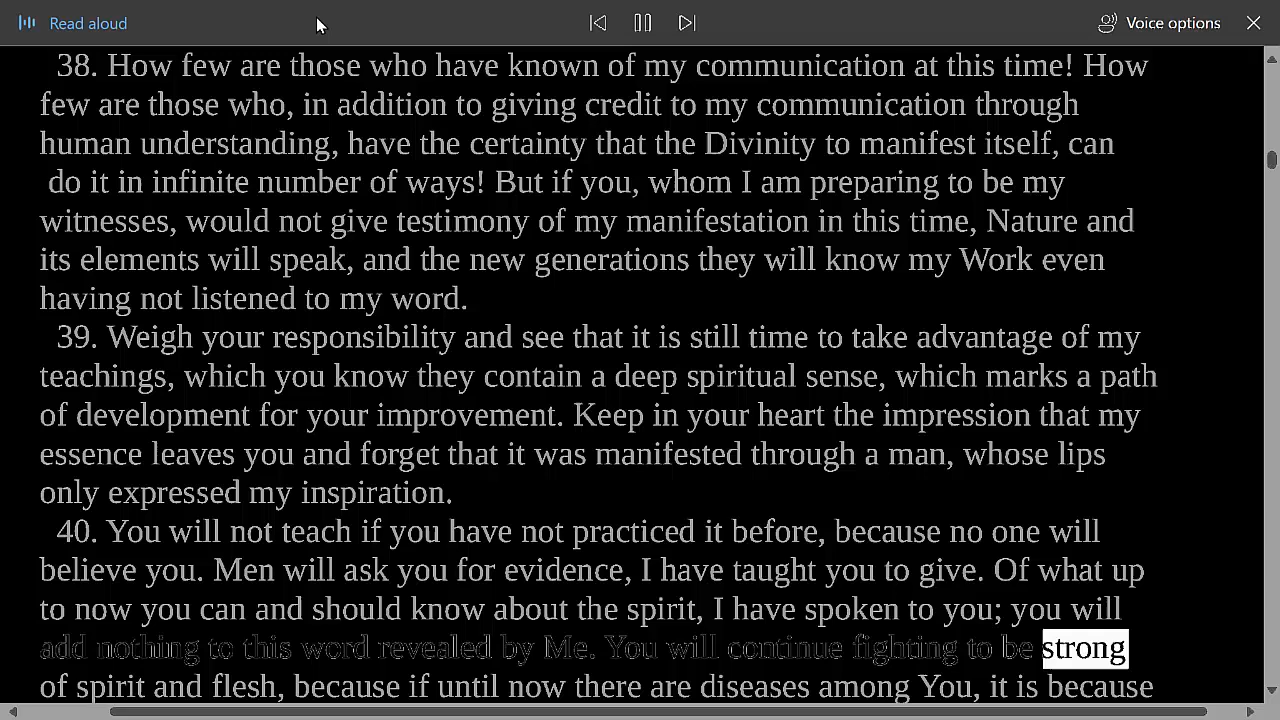 Read aloud
Voice options
38. How few are those who have known of my communication at this time! How
few are those who, in addition to giving credit to my communication through
human understanding, have the certainty that the Divinity to manifest itself, can
do it in infinite number of ways! But if you, whom I am preparing to be my
witnesses, would not give testimony of my manifestation in this time, Nature and
its elements will speak, and the new generations they will know my Work even
having not listened to my word.
39. Weigh your responsibility and see that it is still time to take advantage of my
teachings, which you know they contain a deep spiritual sense, which marks a path
of development for your improvement. Keep in your heart the impression that my
essence leaves you and forget that it was manifested through a man, whose lips
only expressed my inspiration.
40. You will not teach if you have not practiced it before, because no one will
believe you. Men will ask you for evidence, I have taught you to give. Of what up
to now you can and should know about the spirit, I have spoken to you; you will
add nothing to this word revealed by Me. You will continue fighting to be strong
of spirit and flesh, because if until now there are diseases among You, it is because